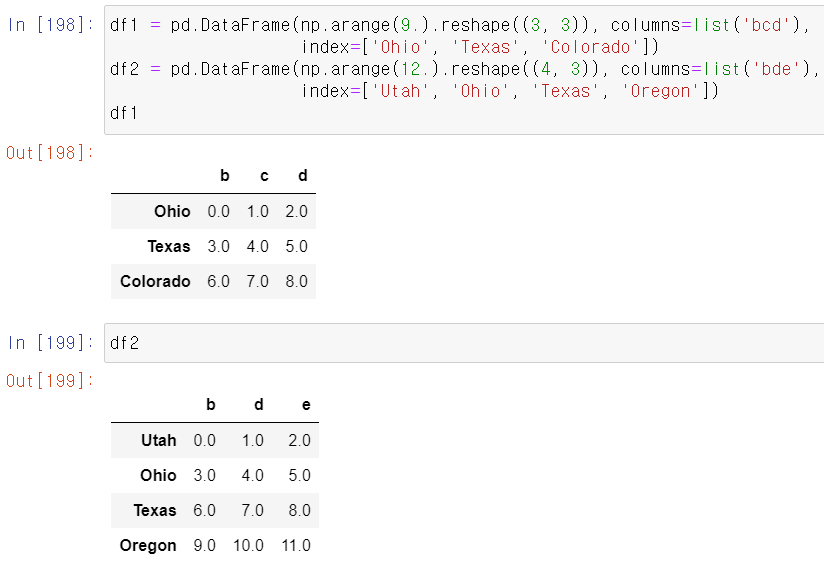 In [198]: df1 = pd.DataFrame(np.arange(9.).reshape((3, 3)), columns=list('bcd'),
index=['Ohio', 'Texas', 'Colorado'])
df2 = pd.DataFrame(np.arange(12.).reshape((4, 3)), columns=list('bde'),
index=['Utah', 'Ohio', 'Texas', 'Oregon'])
df1
Out[198]:
b c d
Ohio 0.0 1.0 2.0
Texas 3.0 4.0 5.0
Colorado 6.0 7.0 8.0
In [199]: df2
Out[199]:
b d e
Utah 0.0 1.0 2.0
Ohio 3.0 4.0 5.0
Texas 6.0 7.0 8.0
Oregon 9.0 10.0 11.0